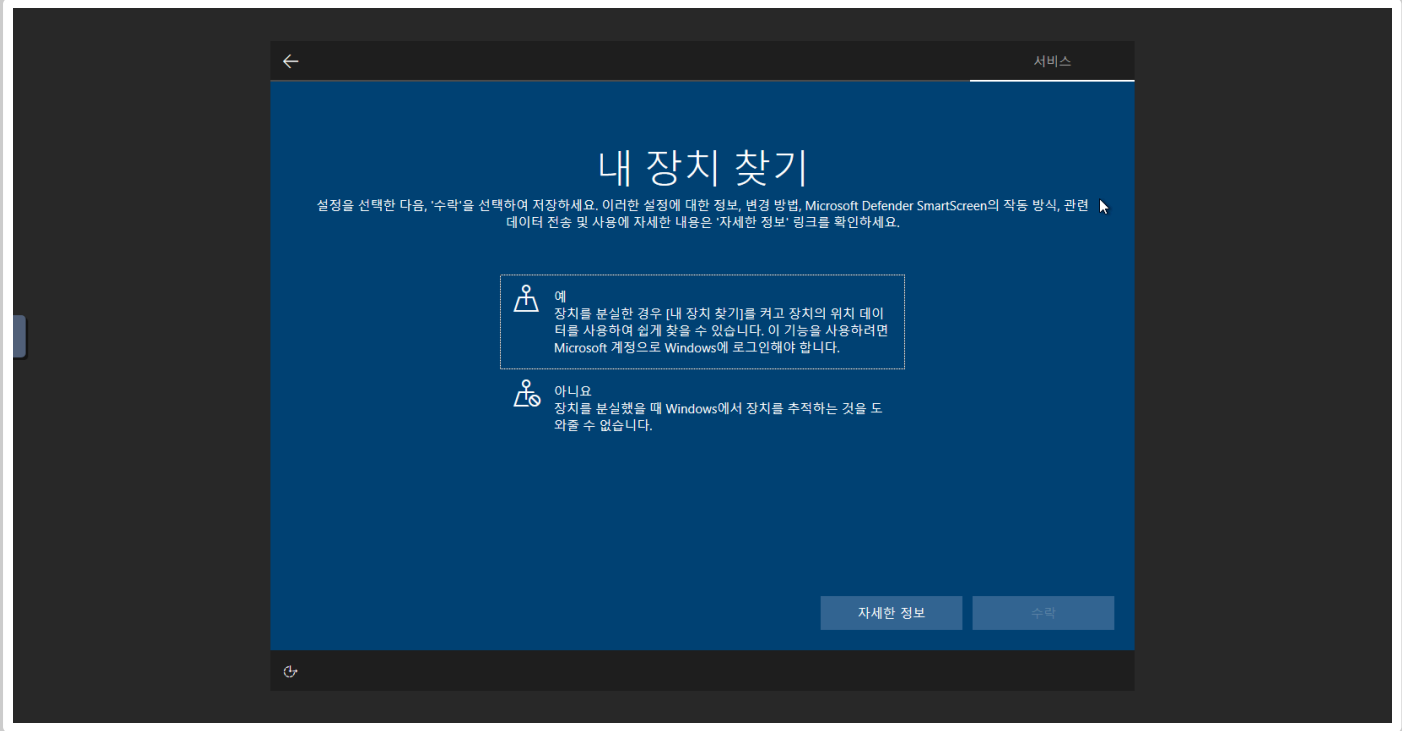 서비스
내 장치 찾기
설정을 선택한 다음, '수락'을 선택하여 저장하세요. 이러한 설정에 대한 정보, 변경 방법, Microsoft Defender SmartScreen의 작동 방식, 관련
데이터 전송 및 사용에 자세한 내용은 '자세한 정보' 링크를 확인하세요.
예
장치를 분실한 경우 [내 장치 찾기]를 켜고 장치의 위치 데이
터를 사용하여 쉽게 찾을 수 있습니다. 이 기능을 사용하려면
Microsoft 계정으로 Windows에 로그인해야 합니다.
아니요
장치를 분실했을 때 Windows에서 장치를 추적하는 것을 도
와줄 수 없습니다.
자세한 정보
수락